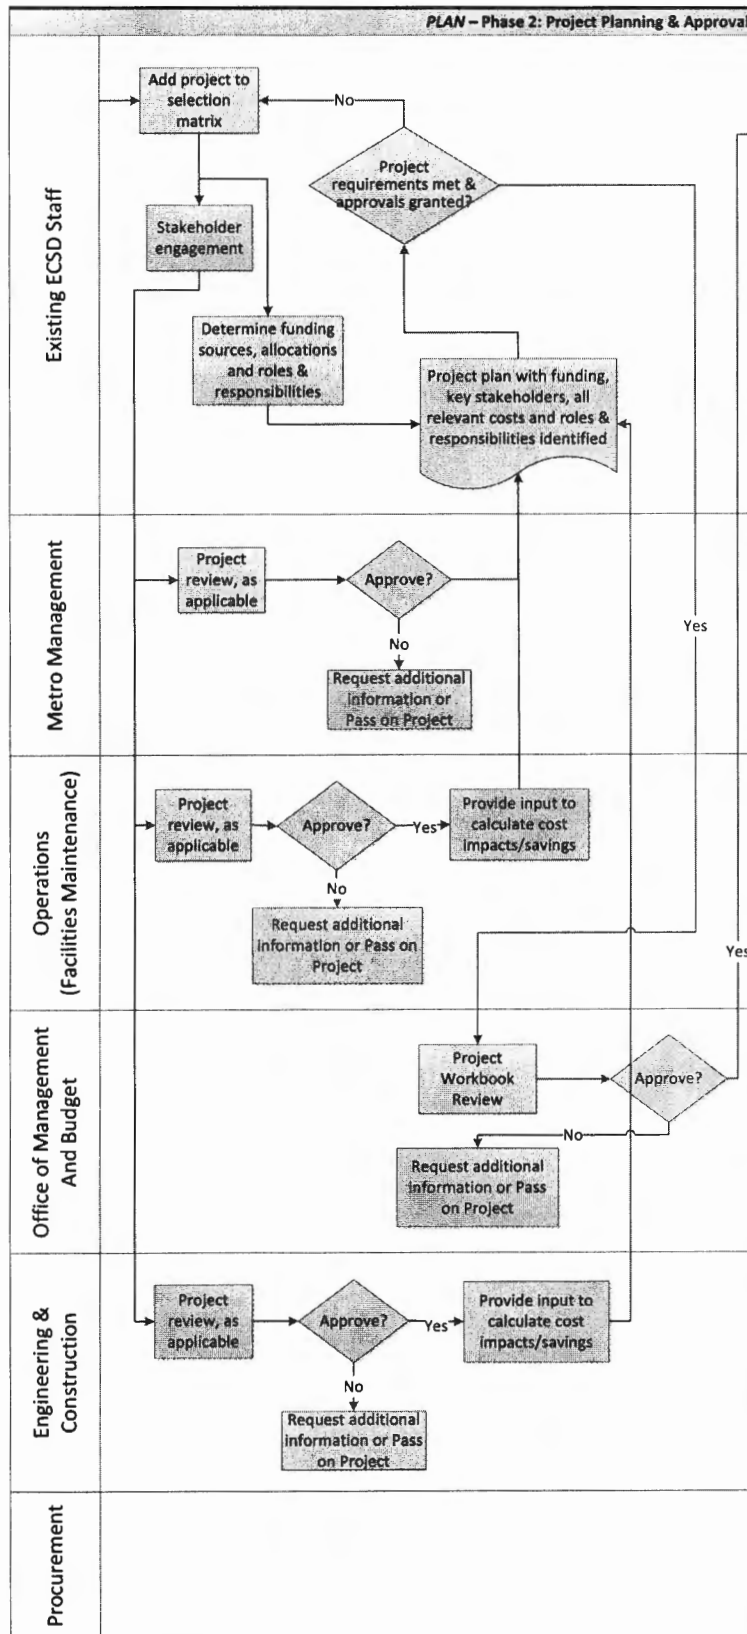 PLAN – Phase 2: Project Planning & Approval
Existing ECSD Staff
Add project to
selection
matrix
No
Project
requirements met &
approvals granted?
Stakeholder
engagement
Determine funding
sources, allocations
and roles &
responsibilities
Project plan with funding,
key stakeholders, all
relevant costs and roles &
responsibilities identified
Metro Management
Project
review, as
applicable
Approve?
No
Request additional
information or
Pass on Project
Yes
Operations
(Facilities Maintenance)
Project
review, as
applicable
Approve?
Yes
Provide input to
calculate cost
impacts/savings
No
Request additional
information or Pass on
Project
Yes
Office of Management
And Budget
Project
Workbook
Review
Approve?
No
Request additional
information or Pass
on Project
Engineering &
Construction
Project
review, as
applicable
Approve?
Yes
Provide input to
calculate cost
impacts/savings
No
Request additional
information or Pass
on Project
Procurement